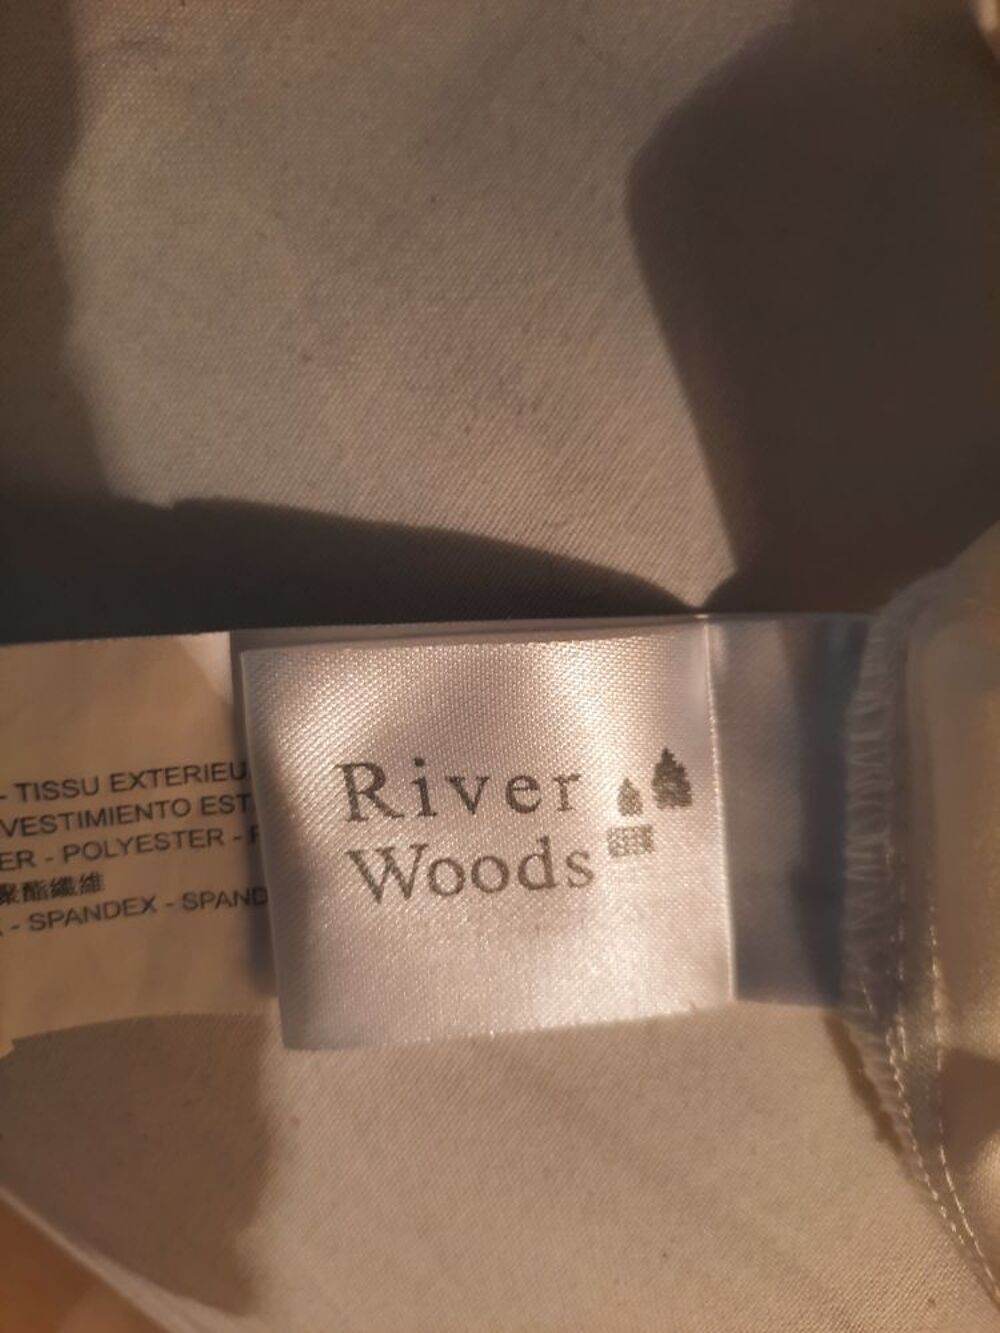 - TISSU EXTERIEU
VESTIMIENTO EST
ER - POLYESTER -
聚酯纖維
- SPANDEX - SPAND
River
Woods